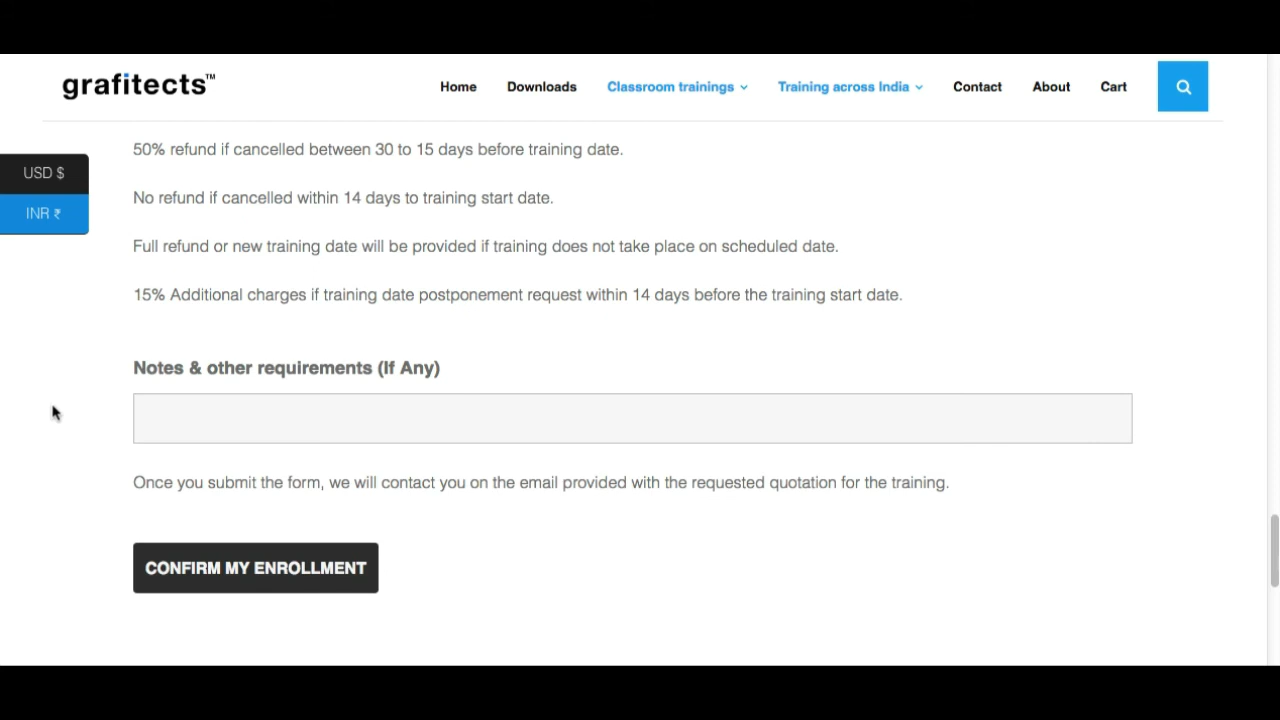 grafitects™
Home Downloads Classroom trainings Training across India Contact About Cart
50% refund if cancelled between 30 to 15 days before training date.
USD $
No refund if cancelled within 14 days to training start date.
INR ₹
Full refund or new training date will be provided if training does not take place on scheduled date.
15% Additional charges if training date postponement request within 14 days before the training start date.
Notes & other requirements (If Any)
Once you submit the form, we will contact you on the email provided with the requested quotation for the training.
CONFIRM MY ENROLLMENT